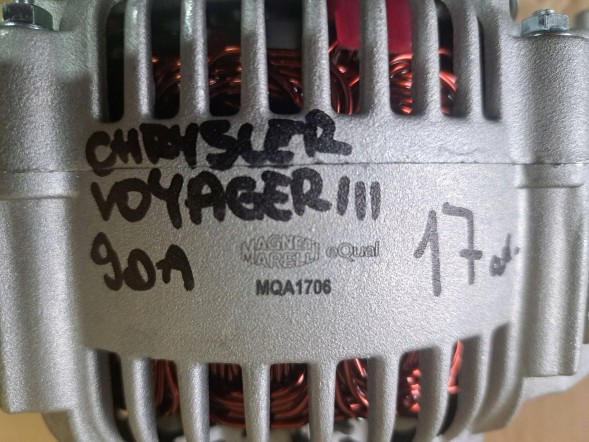 CHRYSLER
VOYAGER III
90A
MAGNETI
MARELLI eQual
MQA1706
17